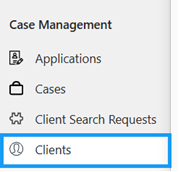 Case Management
Applications
Cases
Client Search Requests
Clients